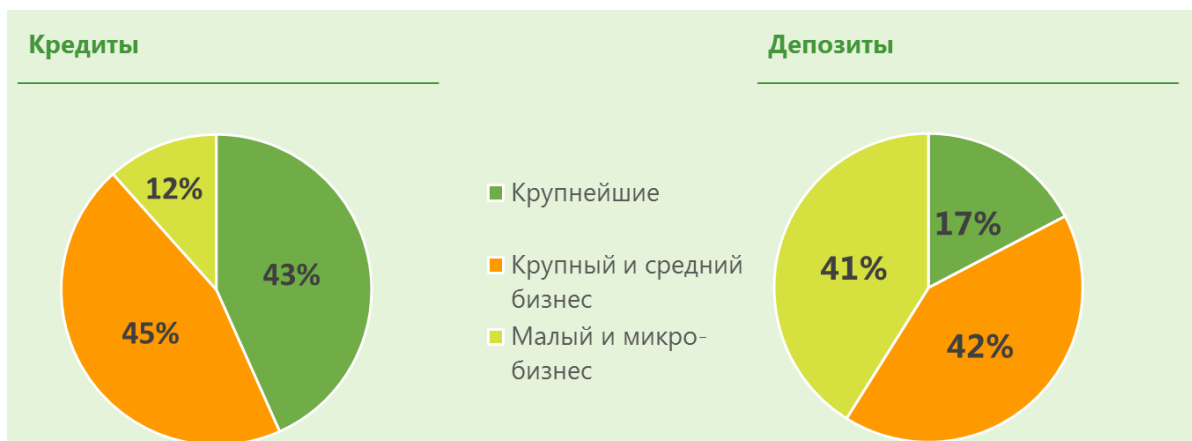 Кредиты
Депозиты
12%
43%
45%
Крупнейшие
Крупный и средний
бизнес
Малый и микро-
бизнес
17%
41%
42%